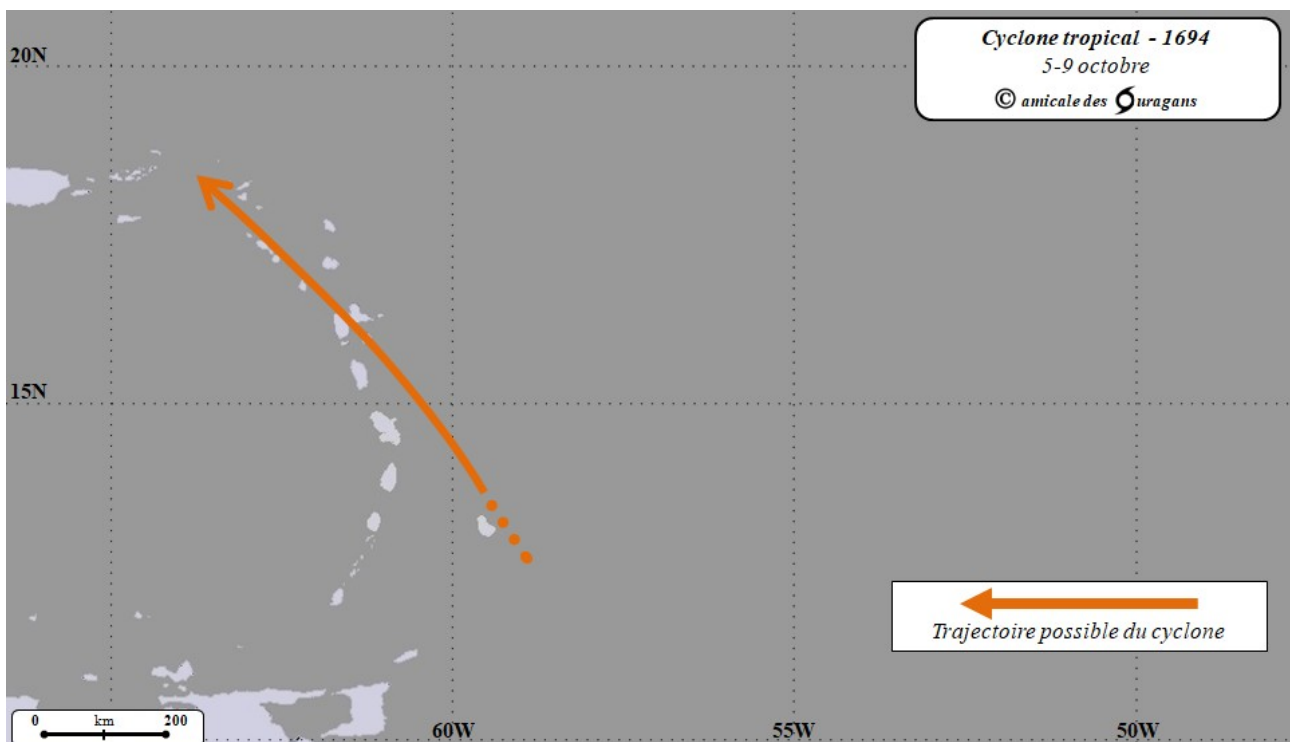 20N
Cyclone tropical - 1694
5-9 octobre
© amicale des Ouragans
15N
Trajectoire possible du cyclone
0 km 200
60W 55W 50W